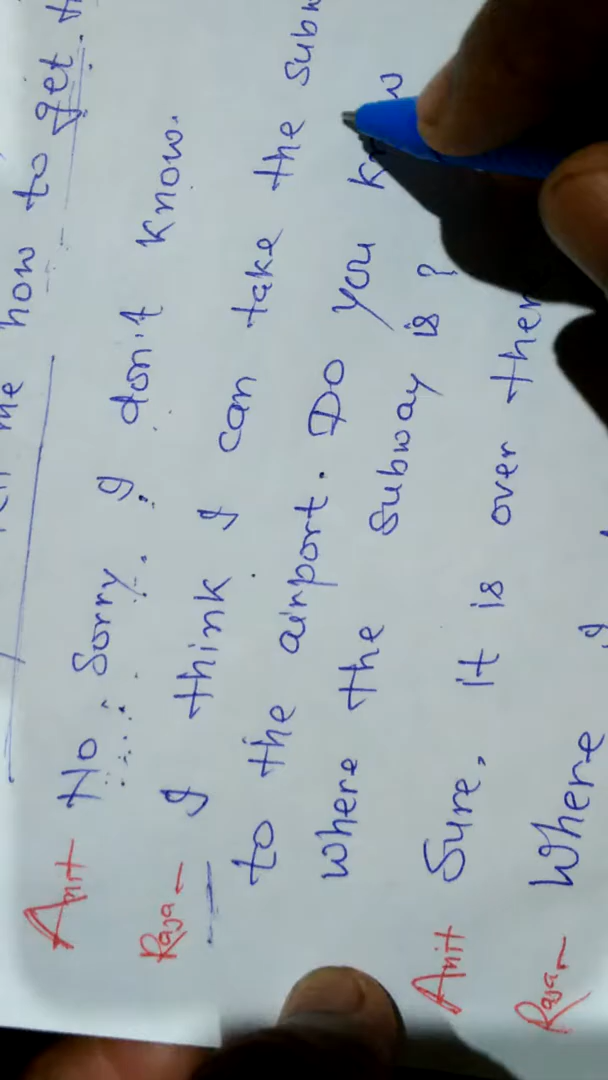 me how to get
Amit No, Sorry. I don't know.
Raja - I think I can take the subw
to the airport. Do you know
where the subway is?
Amit Sure, it is over ther
Raja - Where